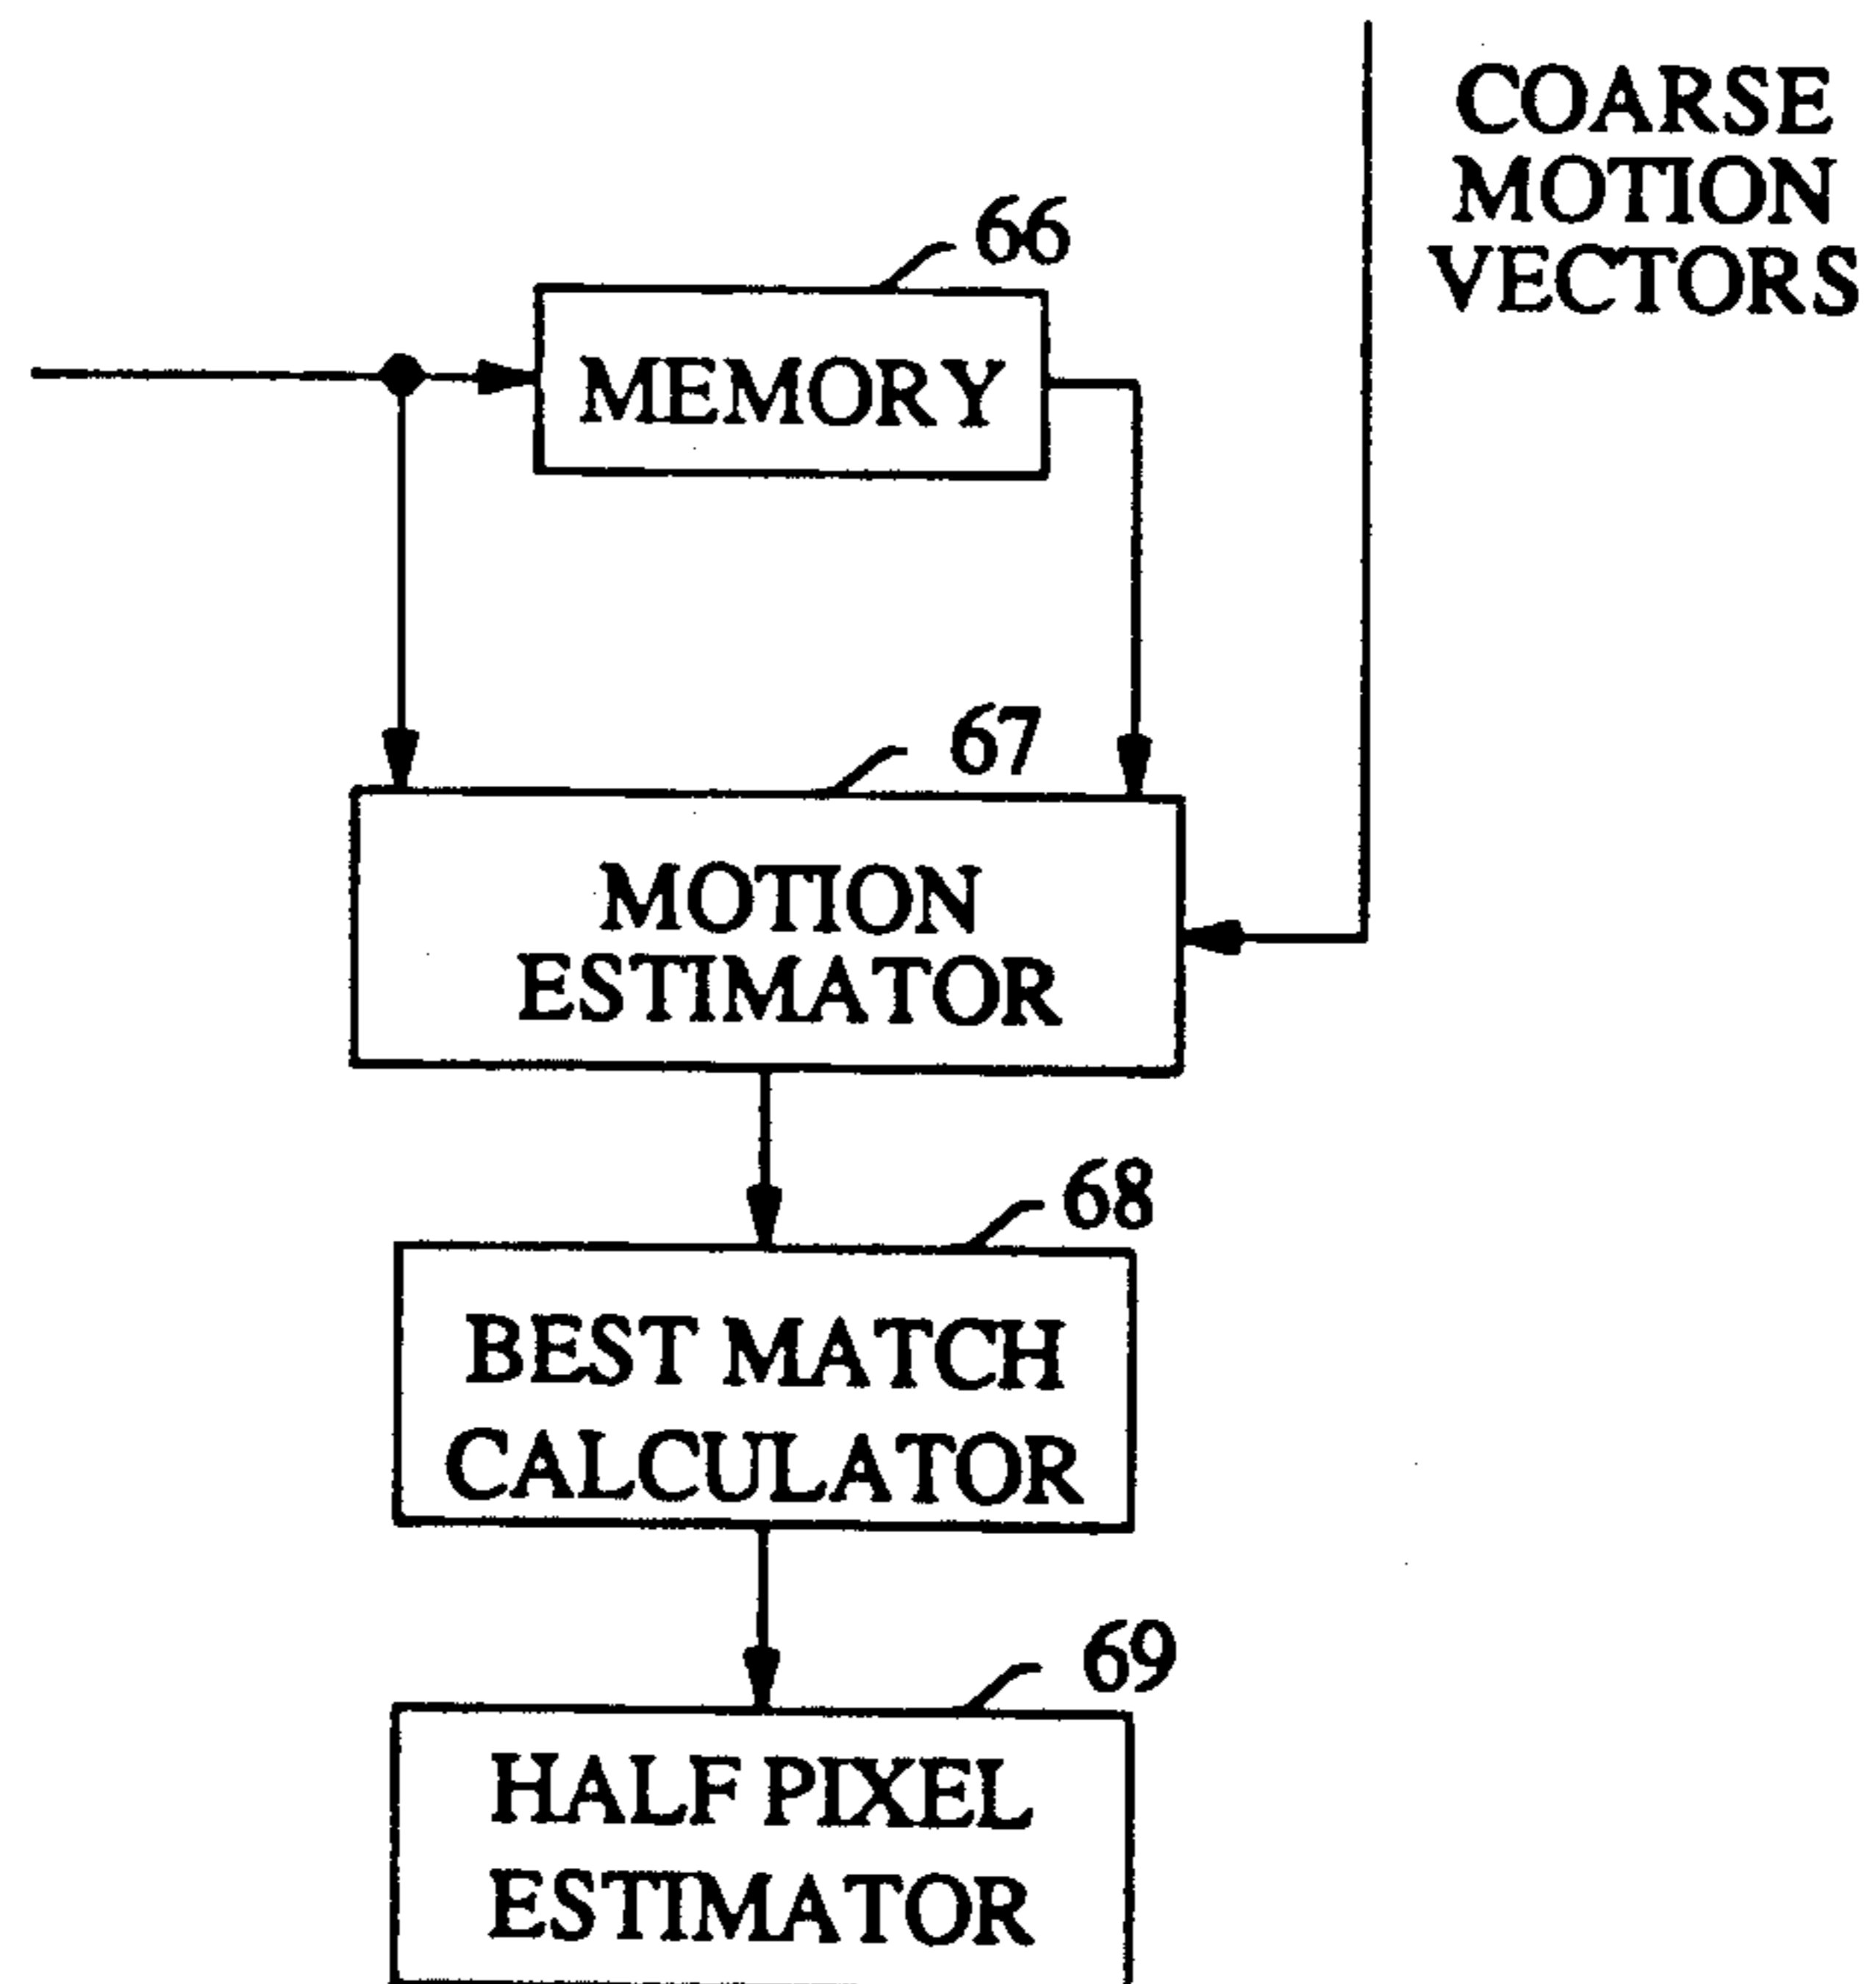 COARSE
MOTION
VECTORS
66
MEMORY
67
MOTION
ESTIMATOR
68
BEST MATCH
CALCULATOR
69
HALF PIXEL
ESTIMATOR